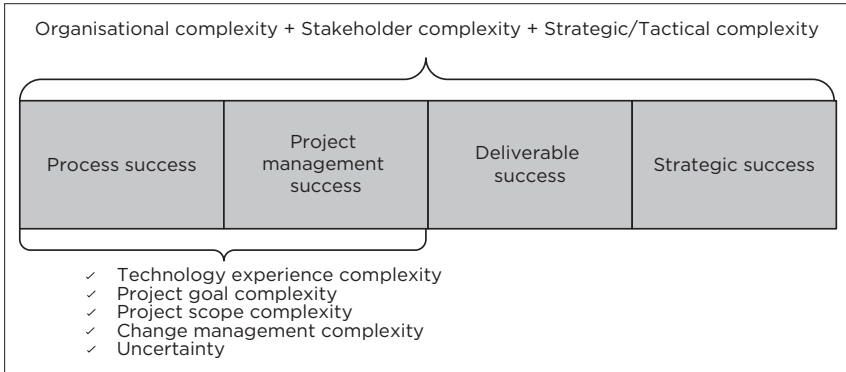 Organisational complexity + Stakeholder complexity + Strategic/Tactical complexity
Process success
Project
management
success
Deliverable
success
Strategic success
✓ Technology experience complexity
✓ Project goal complexity
✓ Project scope complexity
✓ Change management complexity
✓ Uncertainty